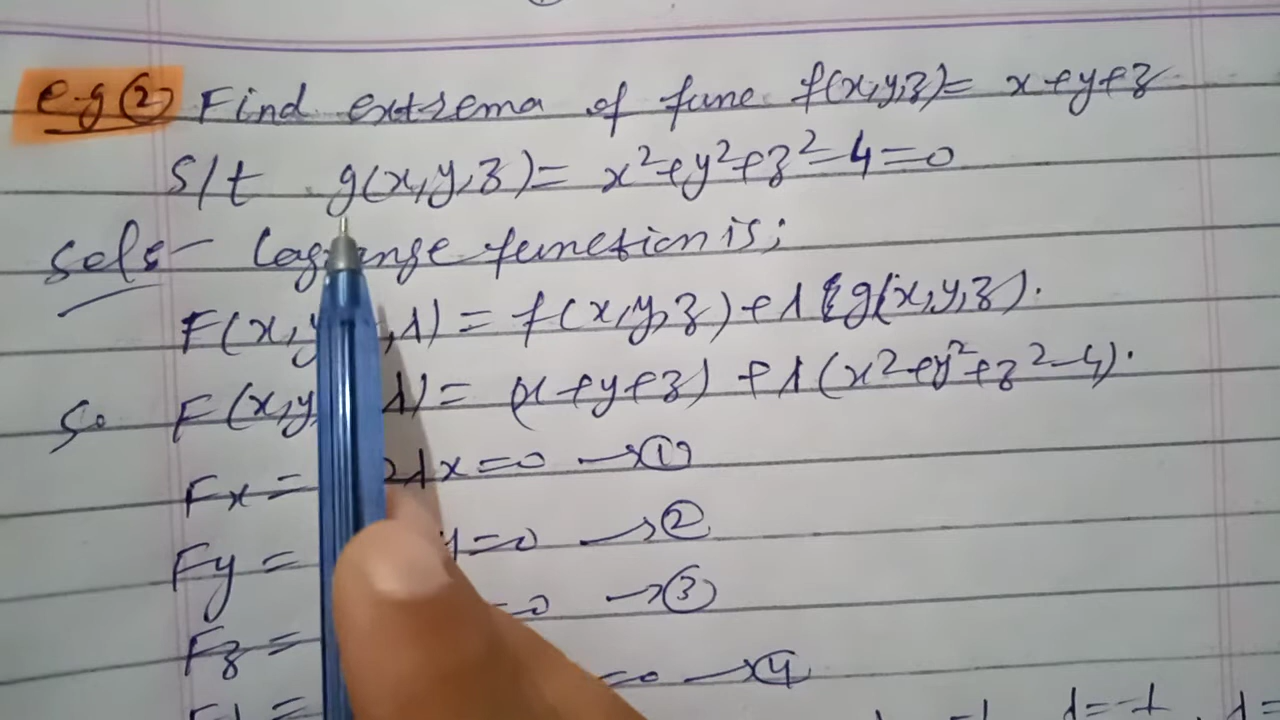 e.g ② Find extrema of func. f(x,y,z)= x+y+z
S/t g(x,y,z)= x²+y²+z²-4=0
Sol:- Lagrange function is;
F(x,y ,λ) = f(x,y,z)+λ g(x,y,z).
So F(x,y, λ)= (x+y+z) +λ(x²+y²+z²-4).
Fx = 2λx=0 →①
Fy = y=0 →②
Fz = =0 →③
=0 →④